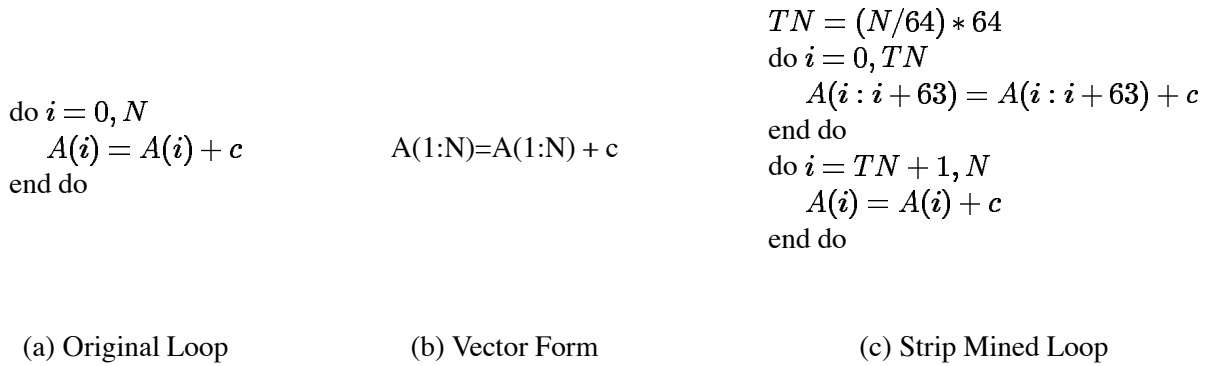 do i = 0, N
A(i) = A(i) + c
end do
(a) Original Loop
A(1:N)=A(1:N) + c
(b) Vector Form
TN = (N/64) * 64
do i = 0, TN
A(i : i + 63) = A(i : i + 63) + c
end do
do i = TN + 1, N
A(i) = A(i) + c
end do
(c) Strip Mined Loop